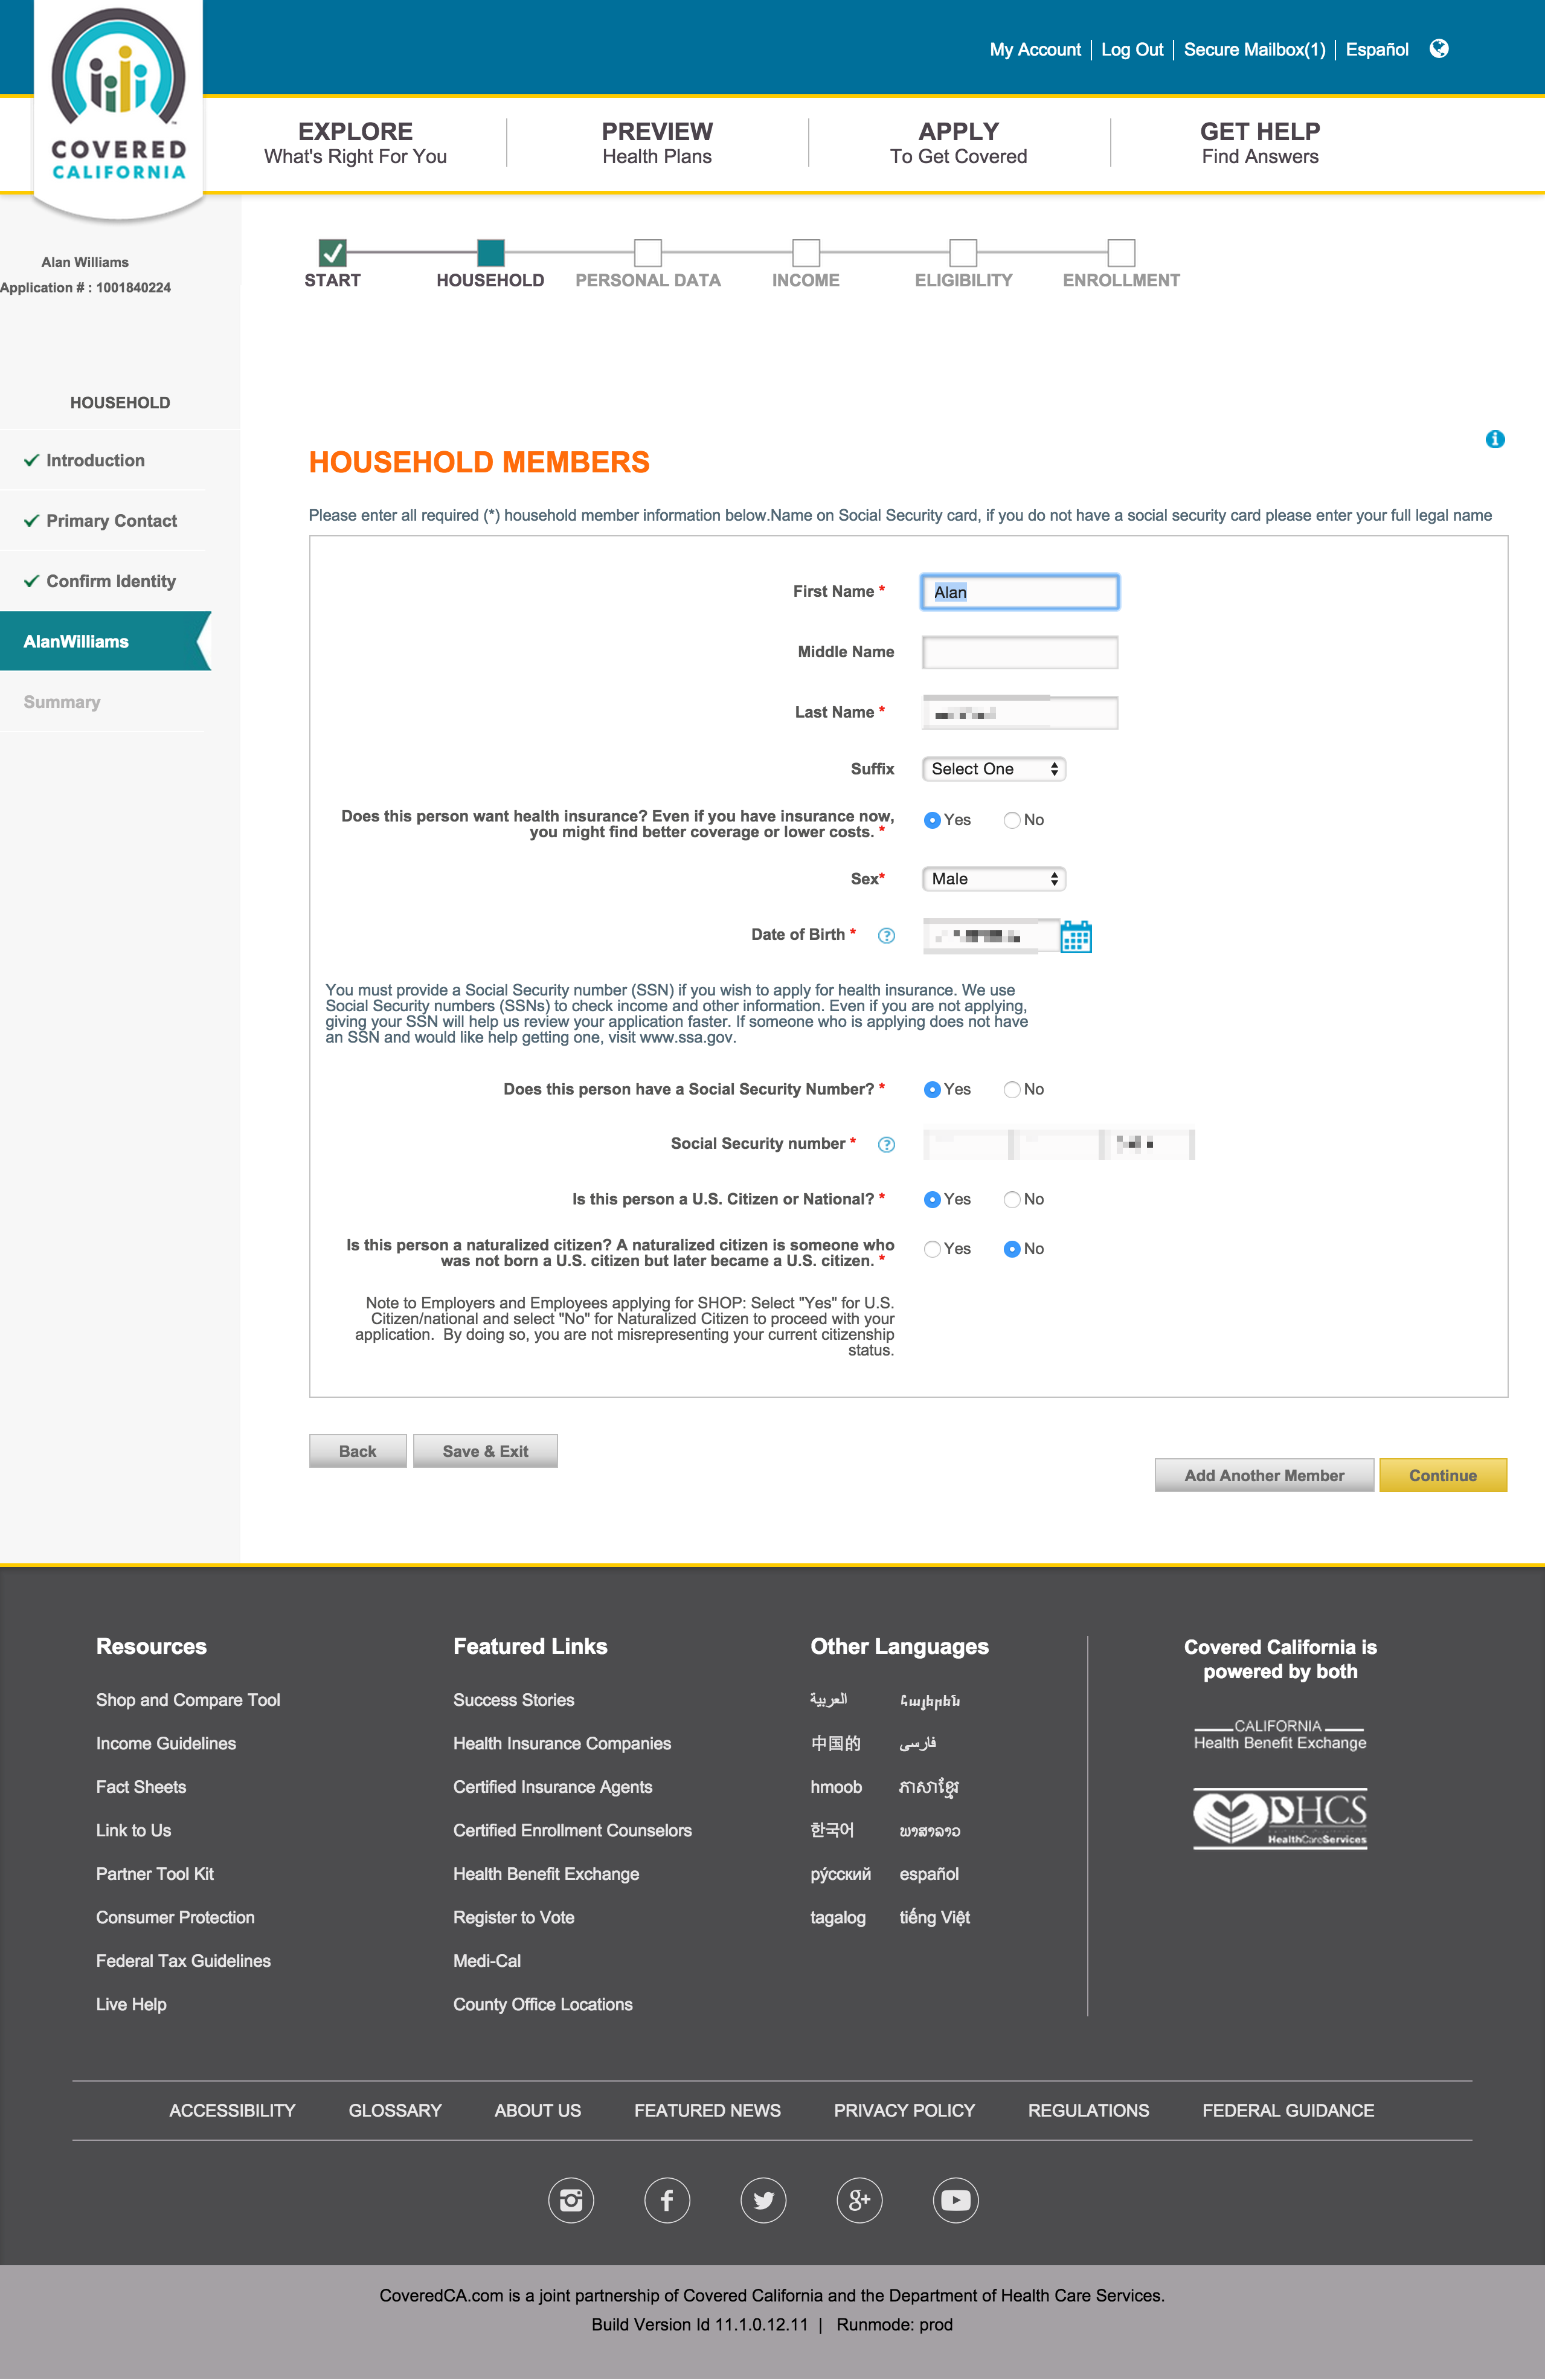 My Account | Log Out | Secure Mailbox(1) | Español
COVERED
CALIFORNIA
EXPLORE
What's Right For You
PREVIEW
Health Plans
APPLY
To Get Covered
GET HELP
Find Answers
Alan Williams
Application # : 1001840224
START
HOUSEHOLD
PERSONAL DATA
INCOME
ELIGIBILITY
ENROLLMENT
HOUSEHOLD
Introduction
Primary Contact
Confirm Identity
AlanWilliams
Summary
HOUSEHOLD MEMBERS
Please enter all required (*) household member information below.Name on Social Security card, if you do not have a social security card please enter your full legal name
First Name * Alan
Middle Name
Last Name *
Suffix Select One
Does this person want health insurance? Even if you have insurance now,
you might find better coverage or lower costs. * Yes No
Sex* Male
Date of Birth * ?
You must provide a Social Security number (SSN) if you wish to apply for health insurance. We use
Social Security numbers (SSNs) to check income and other information. Even if you are not applying,
giving your SSN will help us review your application faster. If someone who is applying does not have
an SSN and would like help getting one, visit www.ssa.gov.
Does this person have a Social Security Number? * Yes No
Social Security number * ?
Is this person a U.S. Citizen or National? * Yes No
Is this person a naturalized citizen? A naturalized citizen is someone who
was not born a U.S. citizen but later became a U.S. citizen. * Yes No
Note to Employers and Employees applying for SHOP: Select "Yes" for U.S.
Citizen/national and select "No" for Naturalized Citizen to proceed with your
application. By doing so, you are not misrepresenting your current citizenship
status.
Back
Save & Exit
Add Another Member
Continue
Resources
Shop and Compare Tool
Income Guidelines
Fact Sheets
Link to Us
Partner Tool Kit
Consumer Protection
Federal Tax Guidelines
Live Help
Featured Links
Success Stories
Health Insurance Companies
Certified Insurance Agents
Certified Enrollment Counselors
Health Benefit Exchange
Register to Vote
Medi-Cal
County Office Locations
Other Languages
العربية Հայերեն
中国的 فارسی
hmoob ភាសាខ្មែរ
한국어 ພາສາລາວ
рýсский español
tagalog tiếng Việt
Covered California is
powered by both
CALIFORNIA
Health Benefit Exchange
DHCS
HealthCareServices
ACCESSIBILITY GLOSSARY ABOUT US FEATURED NEWS PRIVACY POLICY REGULATIONS FEDERAL GUIDANCE
CoveredCA.com is a joint partnership of Covered California and the Department of Health Care Services.
Build Version Id 11.1.0.12.11 | Runmode: prod